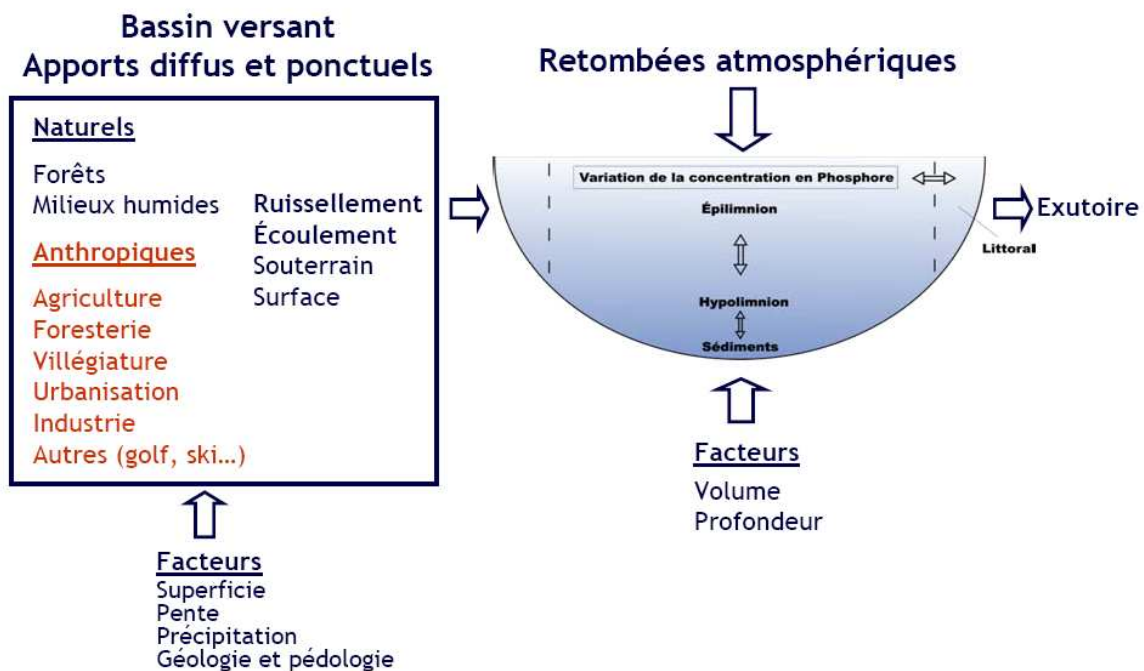 Bassin versant
Apports diffus et ponctuels
Naturels
Forêts
Milieux humides
Anthropiques
Agriculture
Foresterie
Villégiature
Urbanisation
Industrie
Autres (golf, ski…)
Ruissellement
Écoulement
Souterrain
Surface
Facteurs
Superficie
Pente
Précipitation
Géologie et pédologie
Retombées atmosphériques
Variation de la concentration en Phosphore
Épilimnion
Hypolimnion
Sédiments
Littoral
Exutoire
Facteurs
Volume
Profondeur